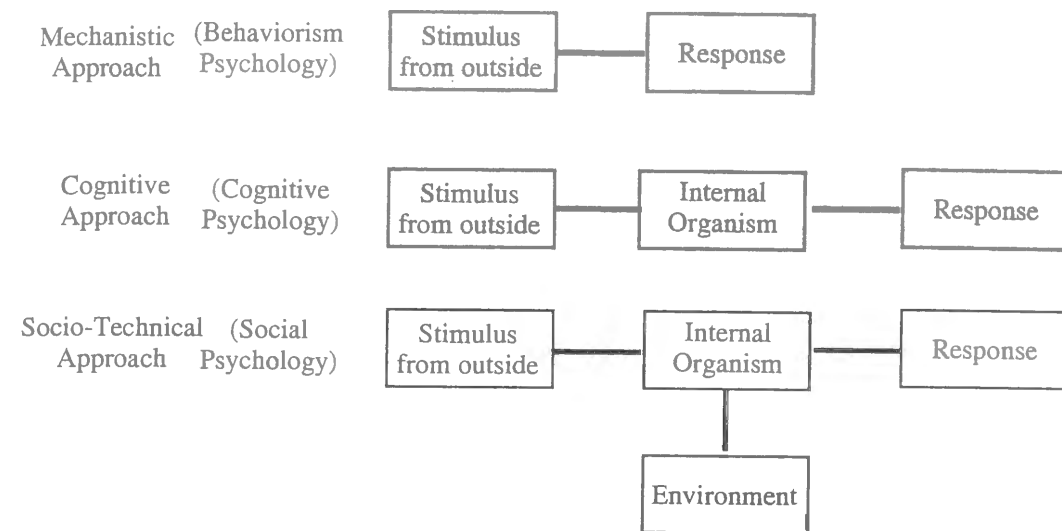 Mechanistic (Behaviorism
Approach Psychology)
Stimulus
from outside
Response
Cognitive (Cognitive
Approach Psychology)
Stimulus
from outside
Internal
Organism
Response
Socio-Technical (Social
Approach Psychology)
Stimulus
from outside
Internal
Organism
Response
Environment